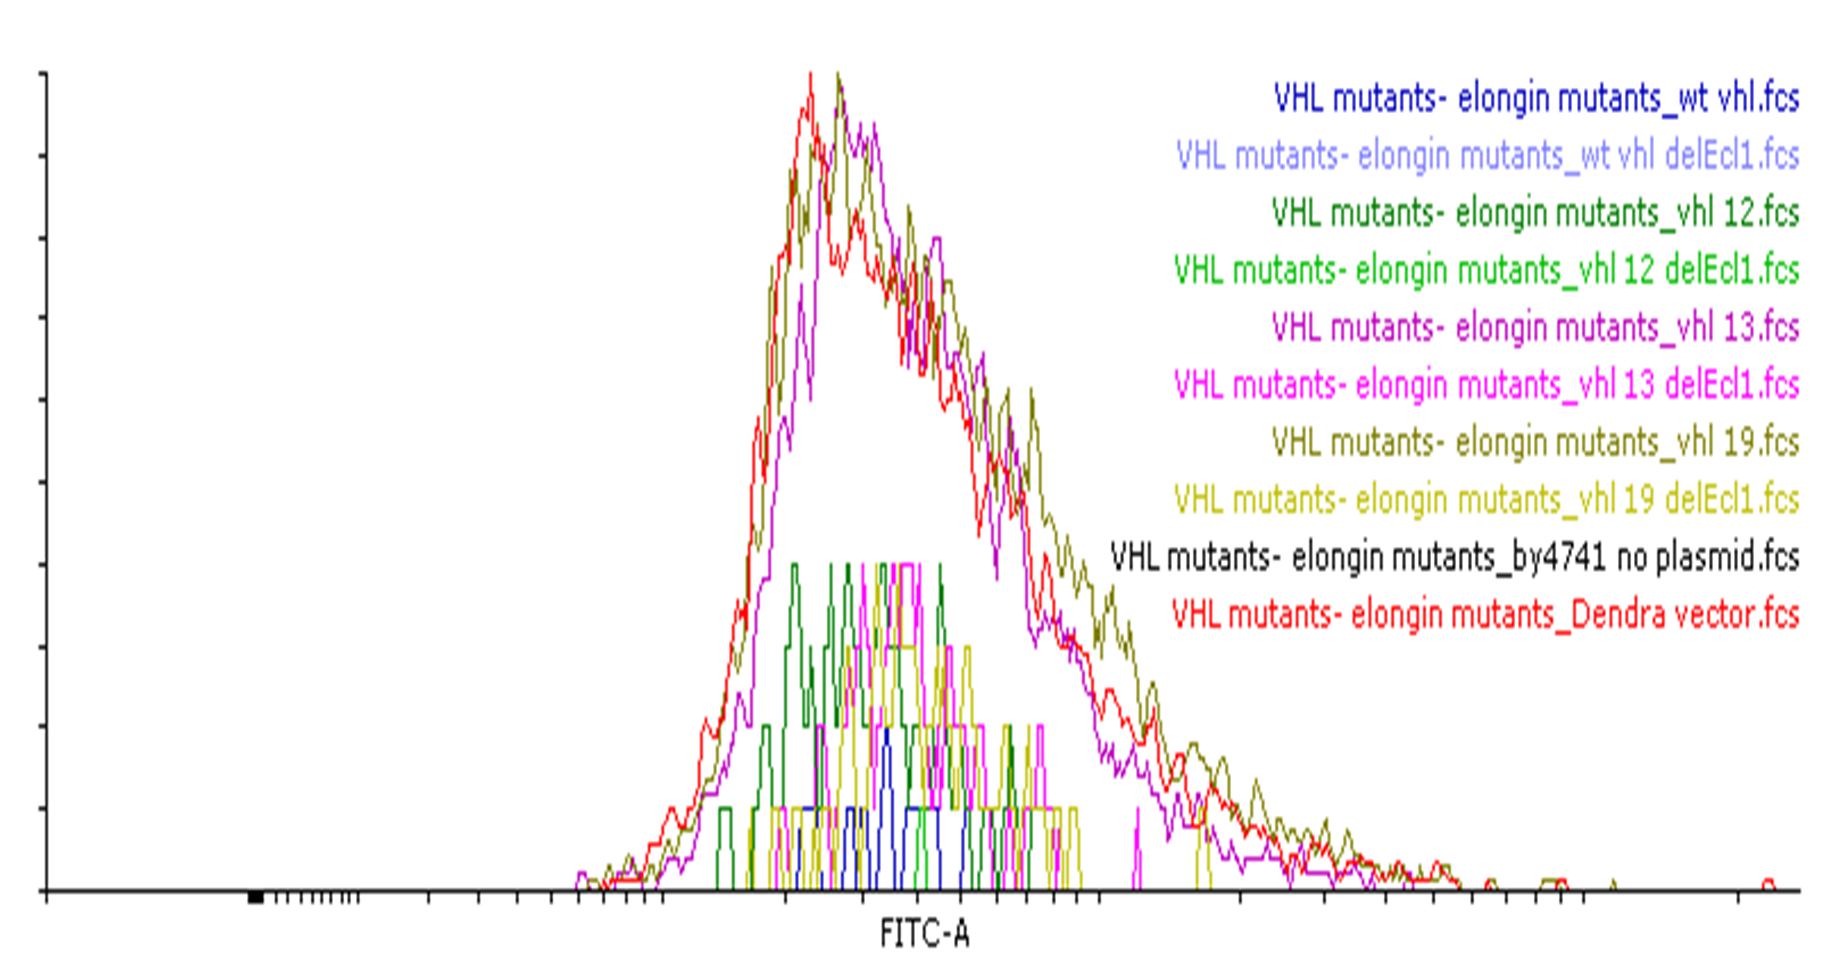 VHL mutants- elongin mutants_wt vhl.fcs
VHL mutants- elongin mutants_wt vhl delEcl1.fcs
VHL mutants- elongin mutants_vhl 12.fcs
VHL mutants- elongin mutants_vhl 12 delEcl1.fcs
VHL mutants- elongin mutants_vhl 13.fcs
VHL mutants- elongin mutants_vhl 13 delEcl1.fcs
VHL mutants- elongin mutants_vhl 19.fcs
VHL mutants- elongin mutants_vhl 19 delEcl1.fcs
VHL mutants- elongin mutants_by4741 no plasmid.fcs
VHL mutants- elongin mutants_Dendra vector.fcs
FITC-A